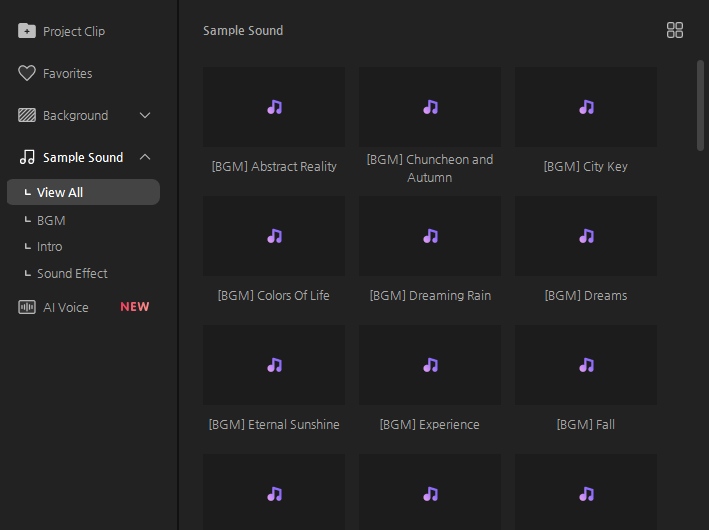 Project Clip
Favorites
Background
Sample Sound
View All
BGM
Intro
Sound Effect
AI Voice NEW
Sample Sound
[BGM] Abstract Reality
[BGM] Chuncheon and
Autumn
[BGM] City Key
[BGM] Colors Of Life
[BGM] Dreaming Rain
[BGM] Dreams
[BGM] Eternal Sunshine
[BGM] Experience
[BGM] Fall